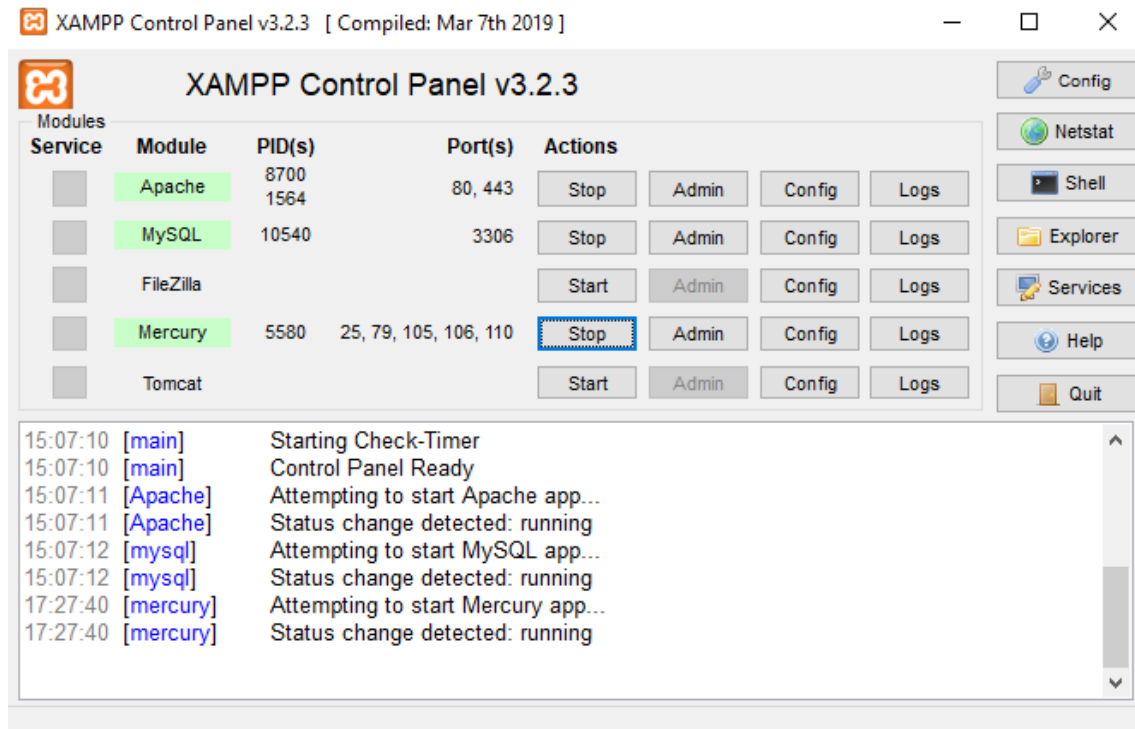 XAMPP Control Panel v3.2.3 [ Compiled: Mar 7th 2019 ]
XAMPP Control Panel v3.2.3
Config
Modules
Service Module PID(s) Port(s) Actions
Netstat
Apache 8700 1564 80, 443 Stop Admin Config Logs
Shell
MySQL 10540 3306 Stop Admin Config Logs
Explorer
FileZilla Start Admin Config Logs
Services
Mercury 5580 25, 79, 105, 106, 110 Stop Admin Config Logs
Help
Tomcat Start Admin Config Logs
Quit
15:07:10 [main] Starting Check-Timer
15:07:10 [main] Control Panel Ready
15:07:11 [Apache] Attempting to start Apache app...
15:07:11 [Apache] Status change detected: running
15:07:12 [mysql] Attempting to start MySQL app...
15:07:12 [mysql] Status change detected: running
17:27:40 [mercury] Attempting to start Mercury app...
17:27:40 [mercury] Status change detected: running